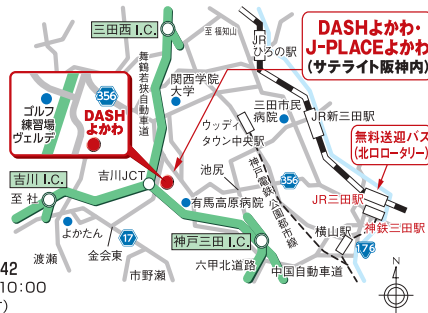 三田西I.C.
至 福知山
JR
ひろの駅
DASHよかわ・
J-PLACEよかわ
(サテライト阪神内)
舞鶴若狭自動車道
356
DASH
よかわ
ゴルフ
練習場
ヴェルデ
関西学院
大学
三田市民
病院
JR新三田駅
ウッディ
タウン中央駅
無料送迎バス
(北口ロータリー)
吉川I.C.
至 社
吉川JCT
池尻
356
神戸電鉄公園都市線
JR三田駅
有馬高原病院
神鉄三田駅
よかたん
17
神戸三田I.C.
横山駅
176
渡瀬
金会東
市野瀬
六甲北道路
中国自動車道
42
10:00
N